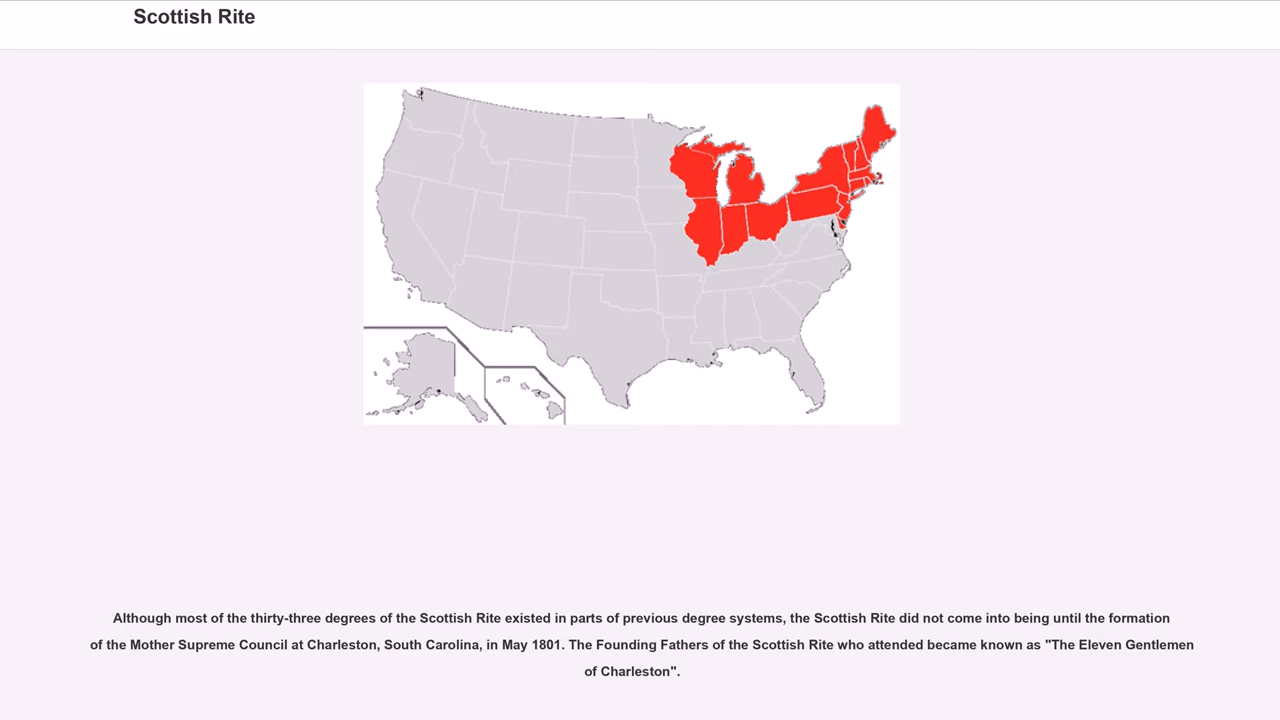 Scottish Rite
Although most of the thirty-three degrees of the Scottish Rite existed in parts of previous degree systems, the Scottish Rite did not come into being until the formation
of the Mother Supreme Council at Charleston, South Carolina, in May 1801. The Founding Fathers of the Scottish Rite who attended became known as "The Eleven Gentlemen
of Charleston".